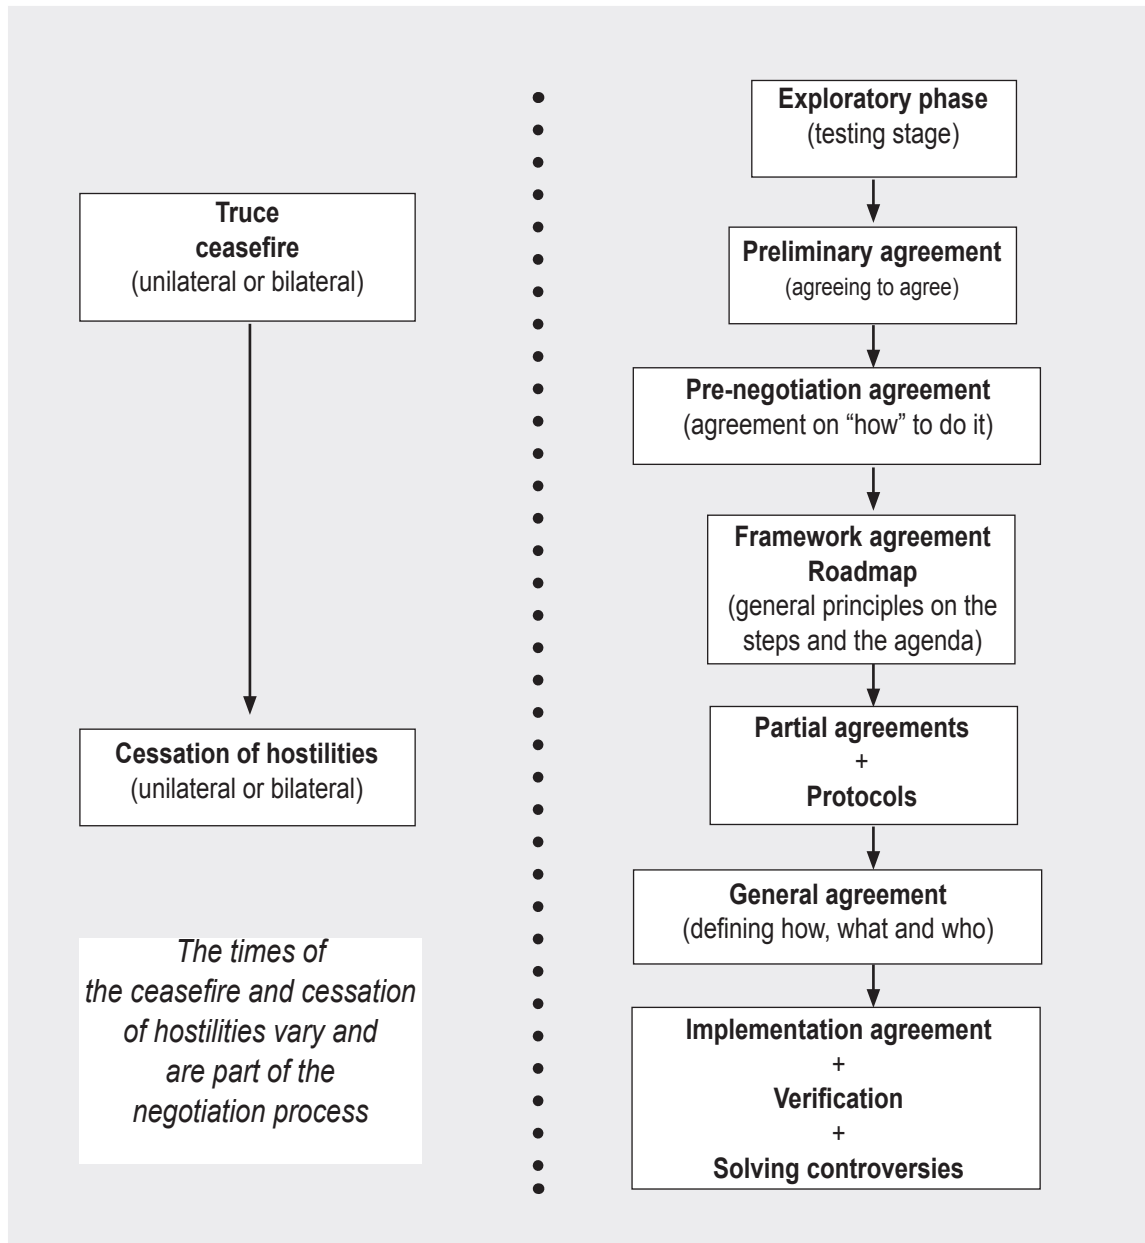 Truce
ceasefire
(unilateral or bilateral)
Cessation of hostilities
(unilateral or bilateral)
The times of
the ceasefire and cessation
of hostilities vary and
are part of the
negotiation process
Exploratory phase
(testing stage)
Preliminary agreement
(agreeing to agree)
Pre-negotiation agreement
(agreement on “how” to do it)
Framework agreement
Roadmap
(general principles on the
steps and the agenda)
Partial agreements
+
Protocols
General agreement
(defining how, what and who)
Implementation agreement
+
Verification
+
Solving controversies